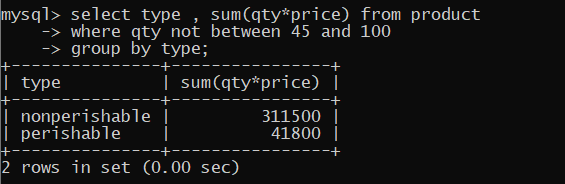 mysql> select type , sum(qty*price) from product
    -> where qty not between 45 and 100
    -> group by type;
+---------------+----------------+
| type          | sum(qty*price) |
+---------------+----------------+
| nonperishable |         311500 |
| perishable    |          41800 |
+---------------+----------------+
2 rows in set (0.00 sec)